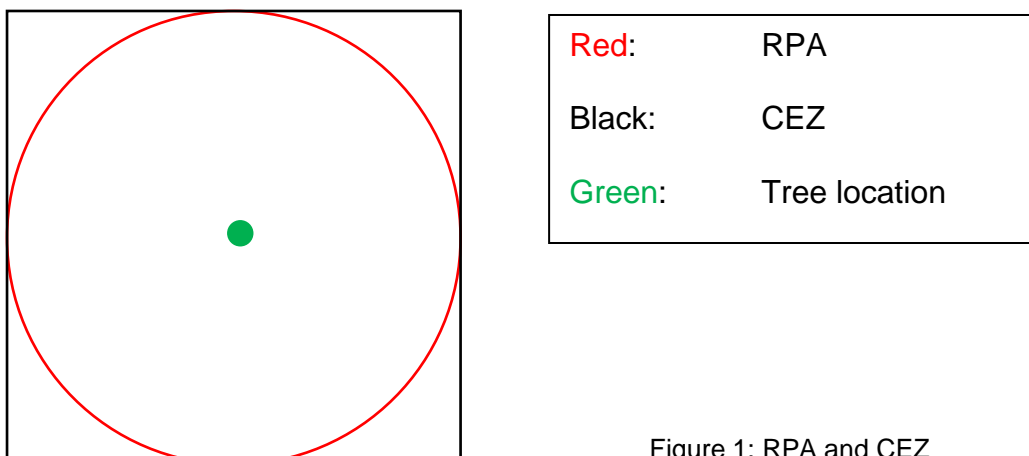 Red: RPA
Black: CEZ
Green: Tree location
Figure 1: RPA and CEZ